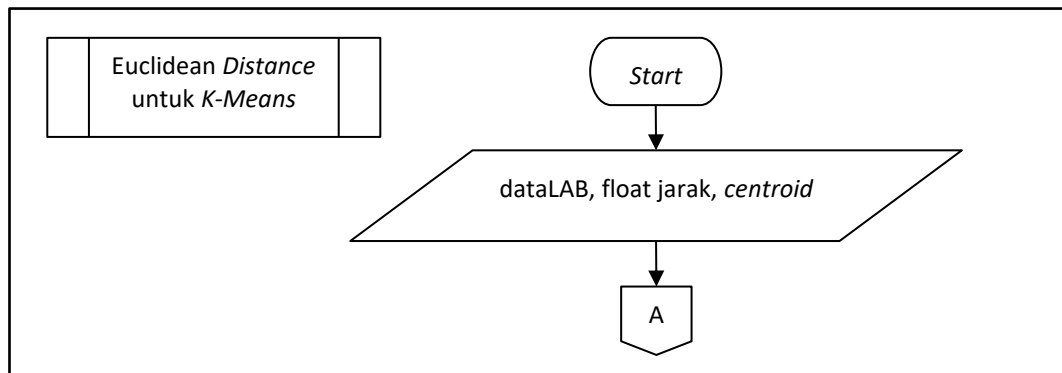 Euclidean Distance
untuk K-Means
Start
dataLAB, float jarak, centroid
A